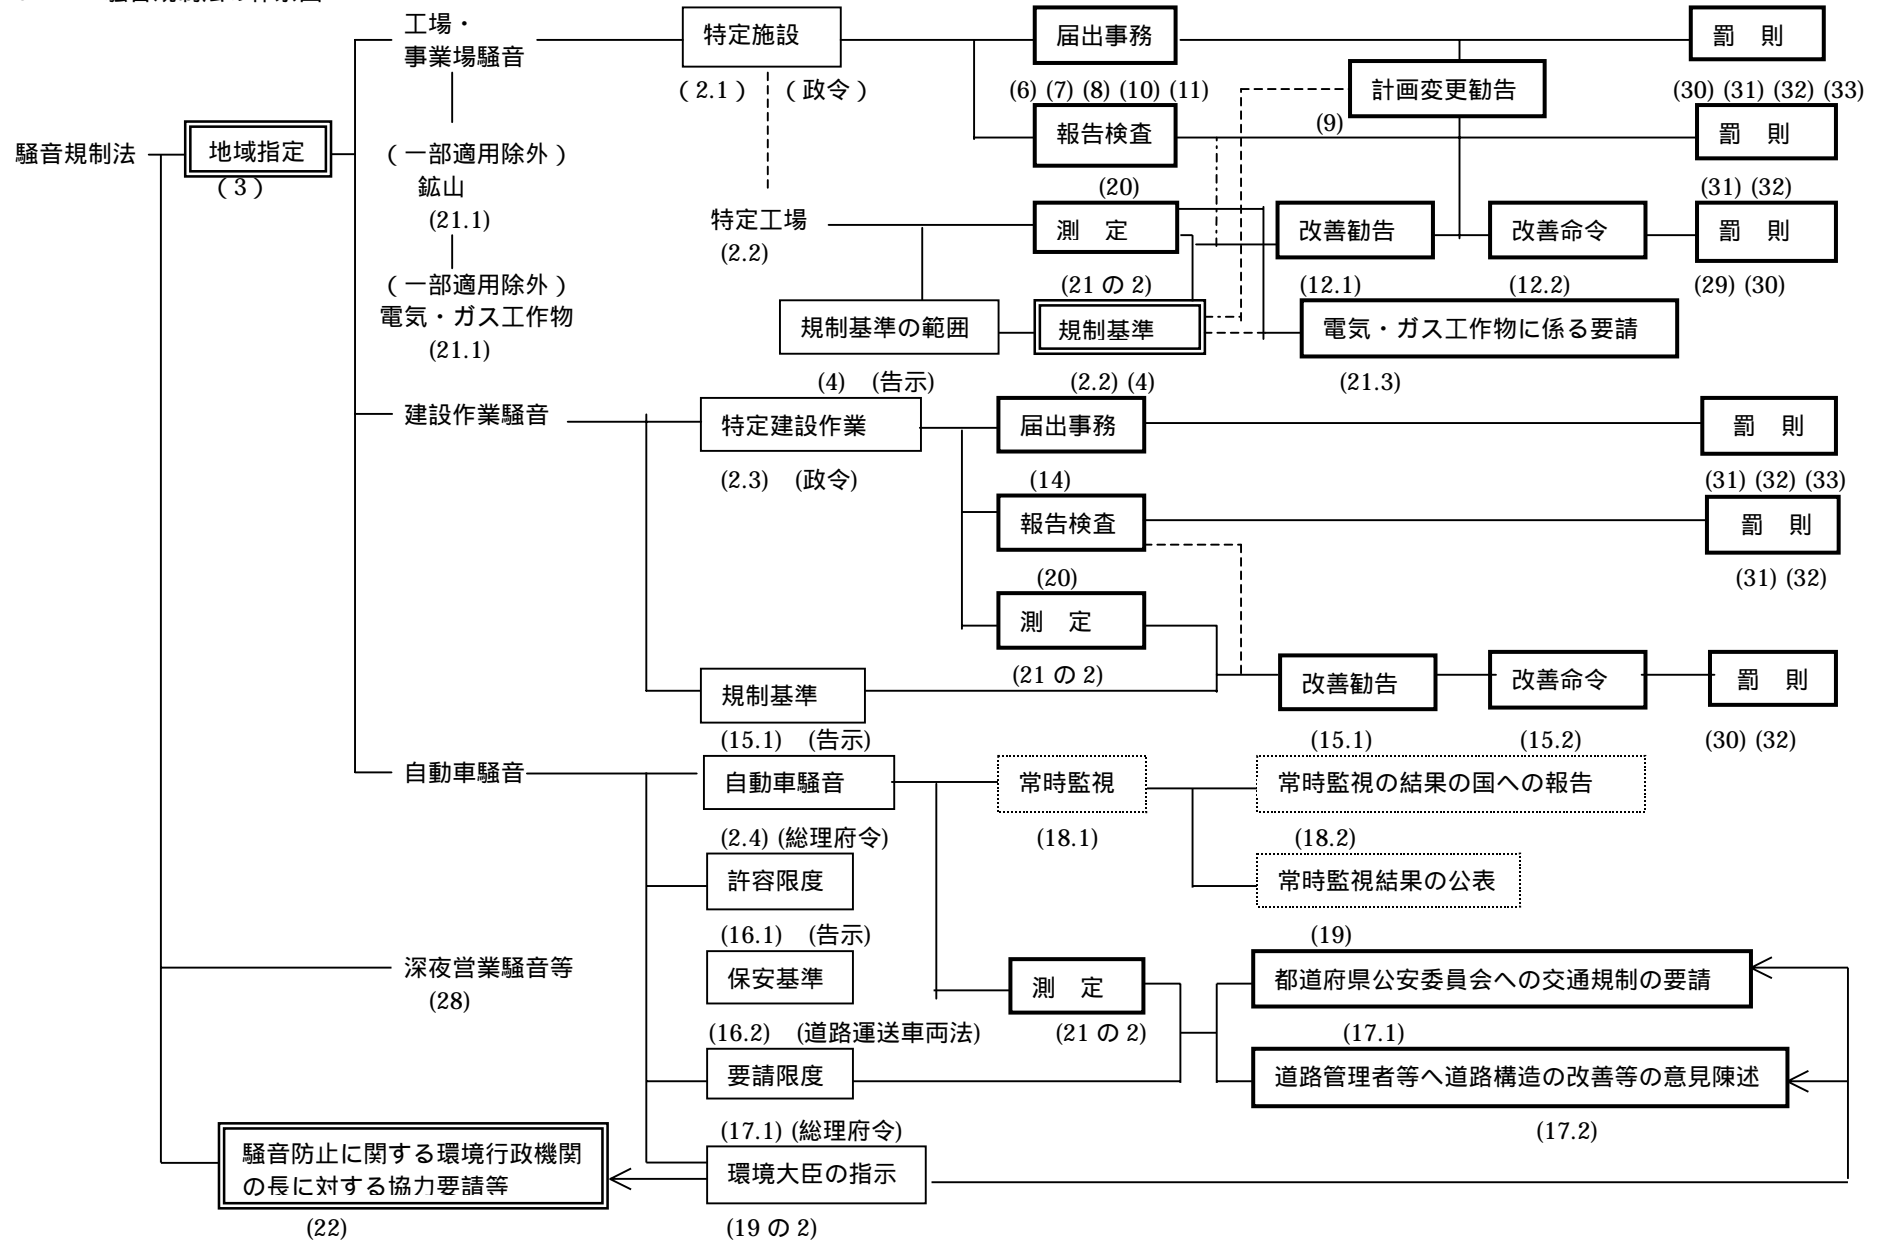 工場・
事業場騒音
特定施設
届出事務
罰 則
(2.1) (政令)
(6) (7) (8) (10) (11)
計画変更勧告
(30) (31) (32) (33)
(9)
報告検査
罰 則
騒音規制法
地域指定
(3)
(一部適用除外)
鉱山
(21.1)
(20)
(31) (32)
特定工場
(2.2)
測 定
改善勧告
改善命令
罰 則
(21 の 2)
(12.1)
(12.2)
(29) (30)
(一部適用除外)
電気・ガス工作物
(21.1)
規制基準の範囲
規制基準
電気・ガス工作物に係る要請
(4) (告示)
(2.2) (4)
(21.3)
建設作業騒音
特定建設作業
届出事務
罰 則
(2.3) (政令)
(14)
(31) (32) (33)
報告検査
罰 則
(20)
(31) (32)
測 定
(21 の 2)
規制基準
改善勧告
改善命令
罰 則
(15.1) (告示)
(15.1)
(15.2)
(30) (32)
自動車騒音
自動車騒音
常時監視
常時監視の結果の国への報告
(2.4) (総理府令)
(18.1)
(18.2)
許容限度
常時監視結果の公表
(16.1) (告示)
(19)
深夜営業騒音等
(28)
保安基準
測 定
都道府県公安委員会への交通規制の要請
(16.2) (道路運送車両法)
(21 の 2)
(17.1)
要請限度
道路管理者等へ道路構造の改善等の意見陳述
(17.1) (総理府令)
(17.2)
騒音防止に関する環境行政機関
の長に対する協力要請等
(22)
環境大臣の指示
(19 の 2)